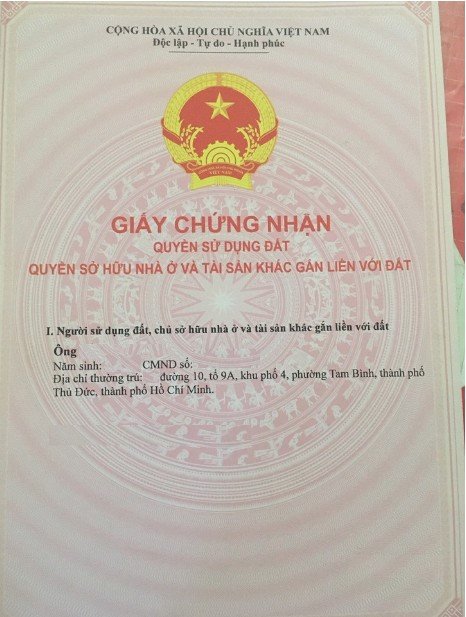 CỘNG HÒA XÃ HỘI CHỦ NGHĨA VIỆT NAM
Độc lập - Tự do - Hạnh phúc
VIỆT NAM
GIẤY CHỨNG NHẬN
QUYỀN SỬ DỤNG ĐẤT
QUYỀN SỞ HỮU NHÀ Ở VÀ TÀI SẢN KHÁC GẮN LIỀN VỚI ĐẤT
I. Người sử dụng đất, chủ sở hữu nhà ở và tài sản khác gắn liền với đất
Ông
Năm sinh: CMND số:
Địa chỉ thường trú: đường 10, tổ 9A, khu phố 4, phường Tam Bình, thành phố
Thủ Đức, thành phố Hồ Chí Minh.